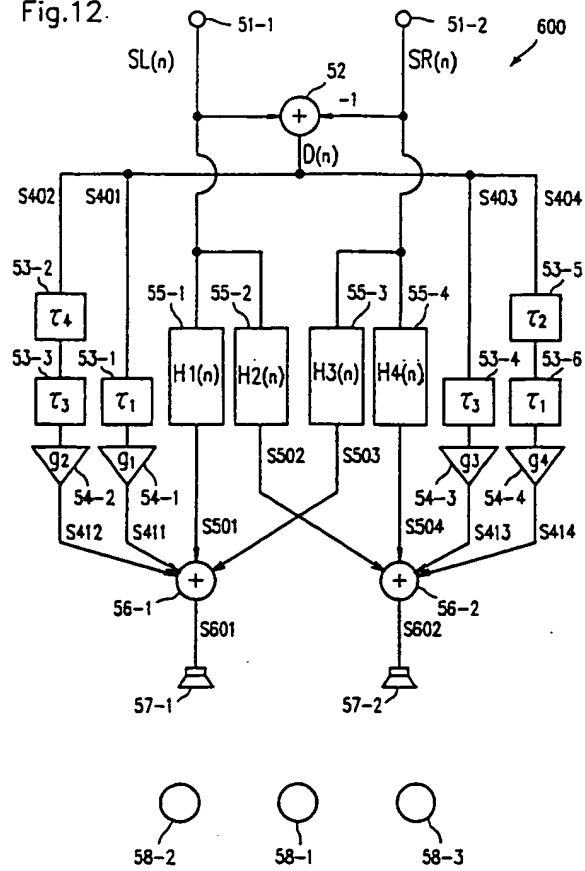 Fig.12
51-1
51-2
600
SL(n)
52
SR(n)
+
-1
D(n)
S402
S401
S403
S404
53-2
53-5
τ4
55-1
55-2
55-3
55-4
τ2
53-3
53-1
53-4
53-6
τ3
τ1
H1(n)
H2(n)
H3(n)
H4(n)
τ3
τ1
g2
g1
S502
S503
g3
g4
54-2
54-1
54-3
54-4
S412
S411
S501
S504
S413
S414
+
+
56-1
56-2
S601
S602
57-1
57-2
58-2
58-1
58-3